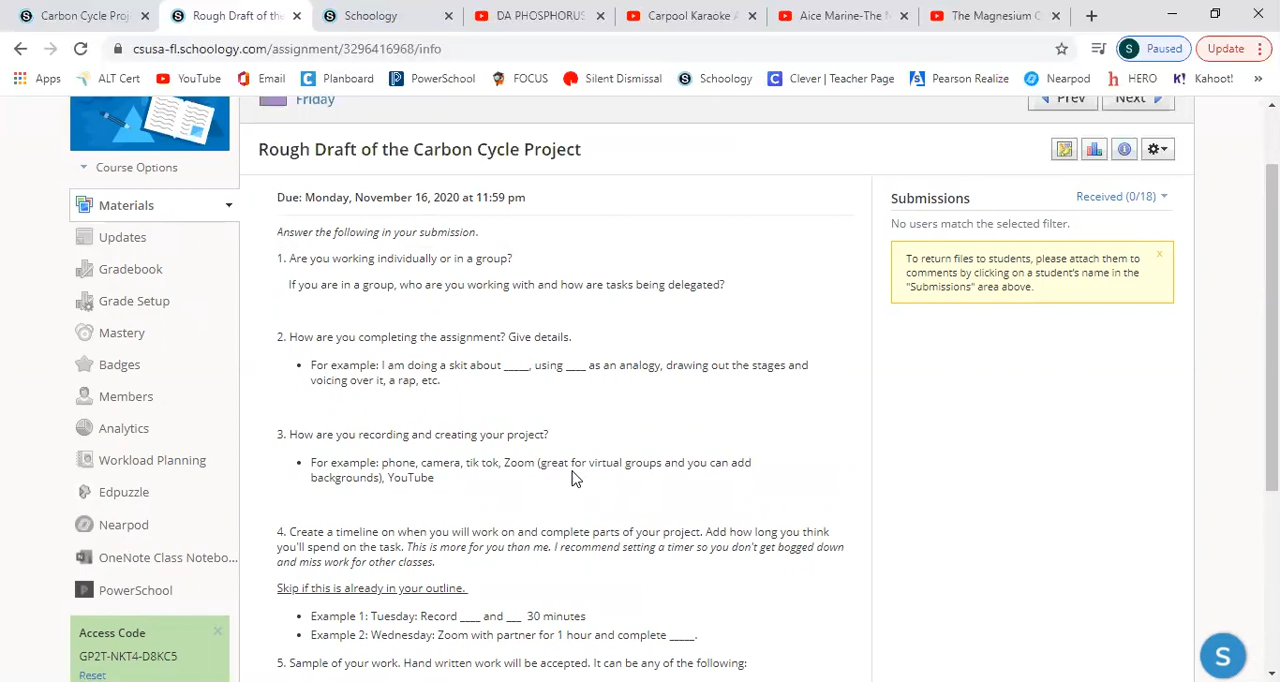 Carbon Cycle Proj
Rough Draft of the
Schoology
DA PHOSPHORUS
Carpool Karaoke
Aice Marine-The
The Magnesium
csusa-fl.schoology.com/assignment/3296416968/info
S Paused
Update
Apps
ALT Cert
YouTube
Email
Planboard
PowerSchool
FOCUS
Silent Dismissal
Schoology
Clever | Teacher Page
Pearson Realize
Nearpod
HERO
Kahoot!
»
Friday
Prev
Next
Course Options
Rough Draft of the Carbon Cycle Project
Materials
Updates
Gradebook
Grade Setup
Mastery
Badges
Members
Analytics
Workload Planning
Edpuzzle
Nearpod
OneNote Class Notebo...
PowerSchool
Access Code
GP2T-NKT4-D8KC5
Reset
Due: Monday, November 16, 2020 at 11:59 pm
Answer the following in your submission.
1. Are you working individually or in a group?
If you are in a group, who are you working with and how are tasks being delegated?
2. How are you completing the assignment? Give details.
• For example: I am doing a skit about _____, using ____ as an analogy, drawing out the stages and
voicing over it, a rap, etc.
3. How are you recording and creating your project?
• For example: phone, camera, tik tok, Zoom (great for virtual groups and you can add
backgrounds), YouTube
4. Create a timeline on when you will work on and complete parts of your project. Add how long you think
you'll spend on the task. This is more for you than me. I recommend setting a timer so you don't get bogged down
and miss work for other classes.
Skip if this is already in your outline.
• Example 1: Tuesday: Record ____ and ___ 30 minutes
• Example 2: Wednesday: Zoom with partner for 1 hour and complete _____.
5. Sample of your work. Hand written work will be accepted. It can be any of the following:
Submissions
Received (0/18)
No users match the selected filter.
To return files to students, please attach them to
comments by clicking on a student's name in the
"Submissions" area above.
x
S